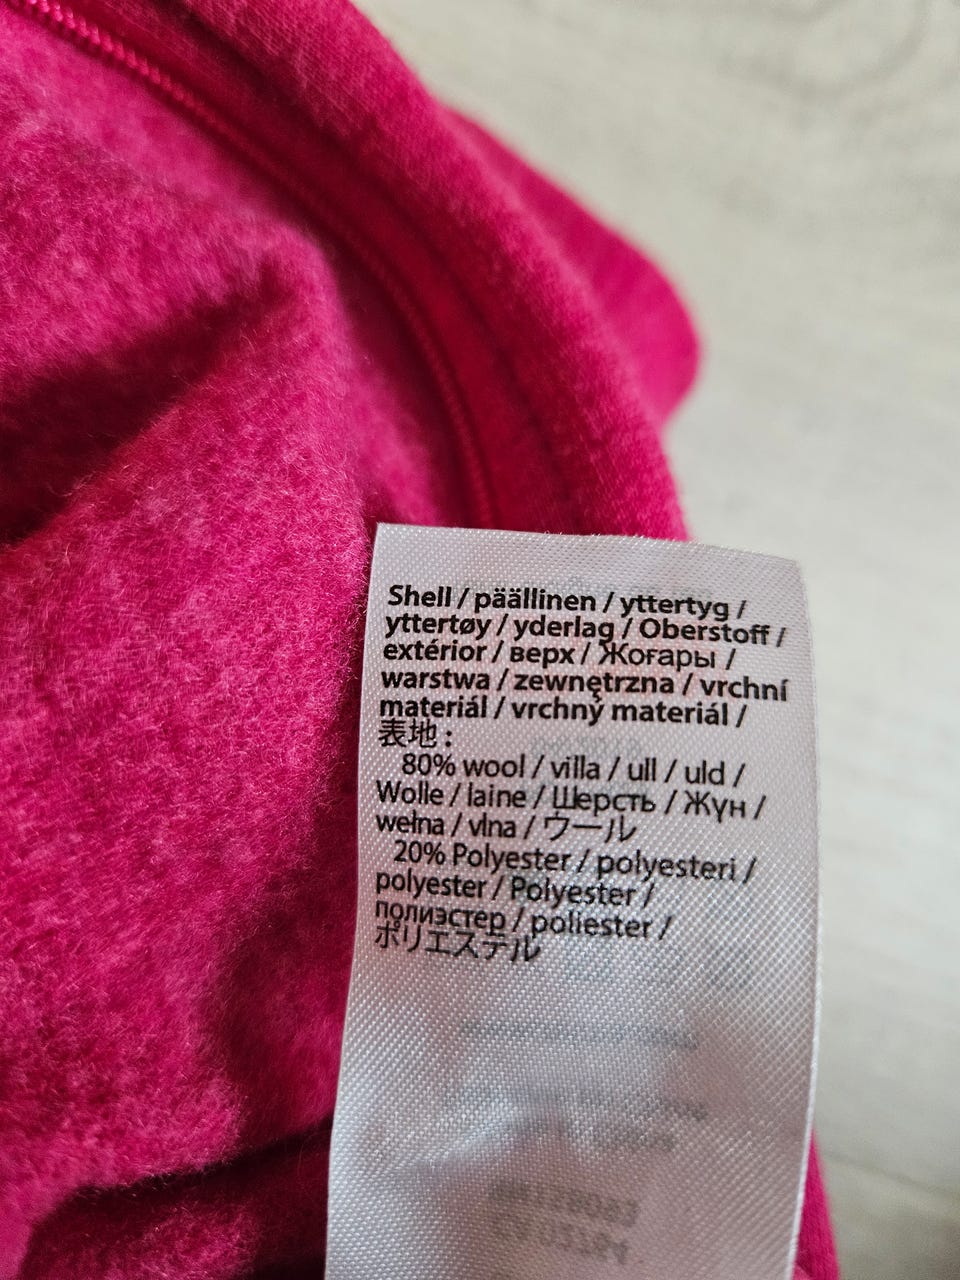 Shell / päällinen / yttertyg /
yttertøy / yderlag / Oberstoff /
extérior / верх / Жоғары /
warstwa / zewnętrzna / vrchní
materiál / vrchný materiál /
表地 :
80% wool / villa / ull / uld /
Wolle / laine / Шерсть / Жүн /
wełna / vlna / ウール
20% Polyester / polyesteri /
polyester / Polyester /
полиэстер / poliester /
ポリエステル